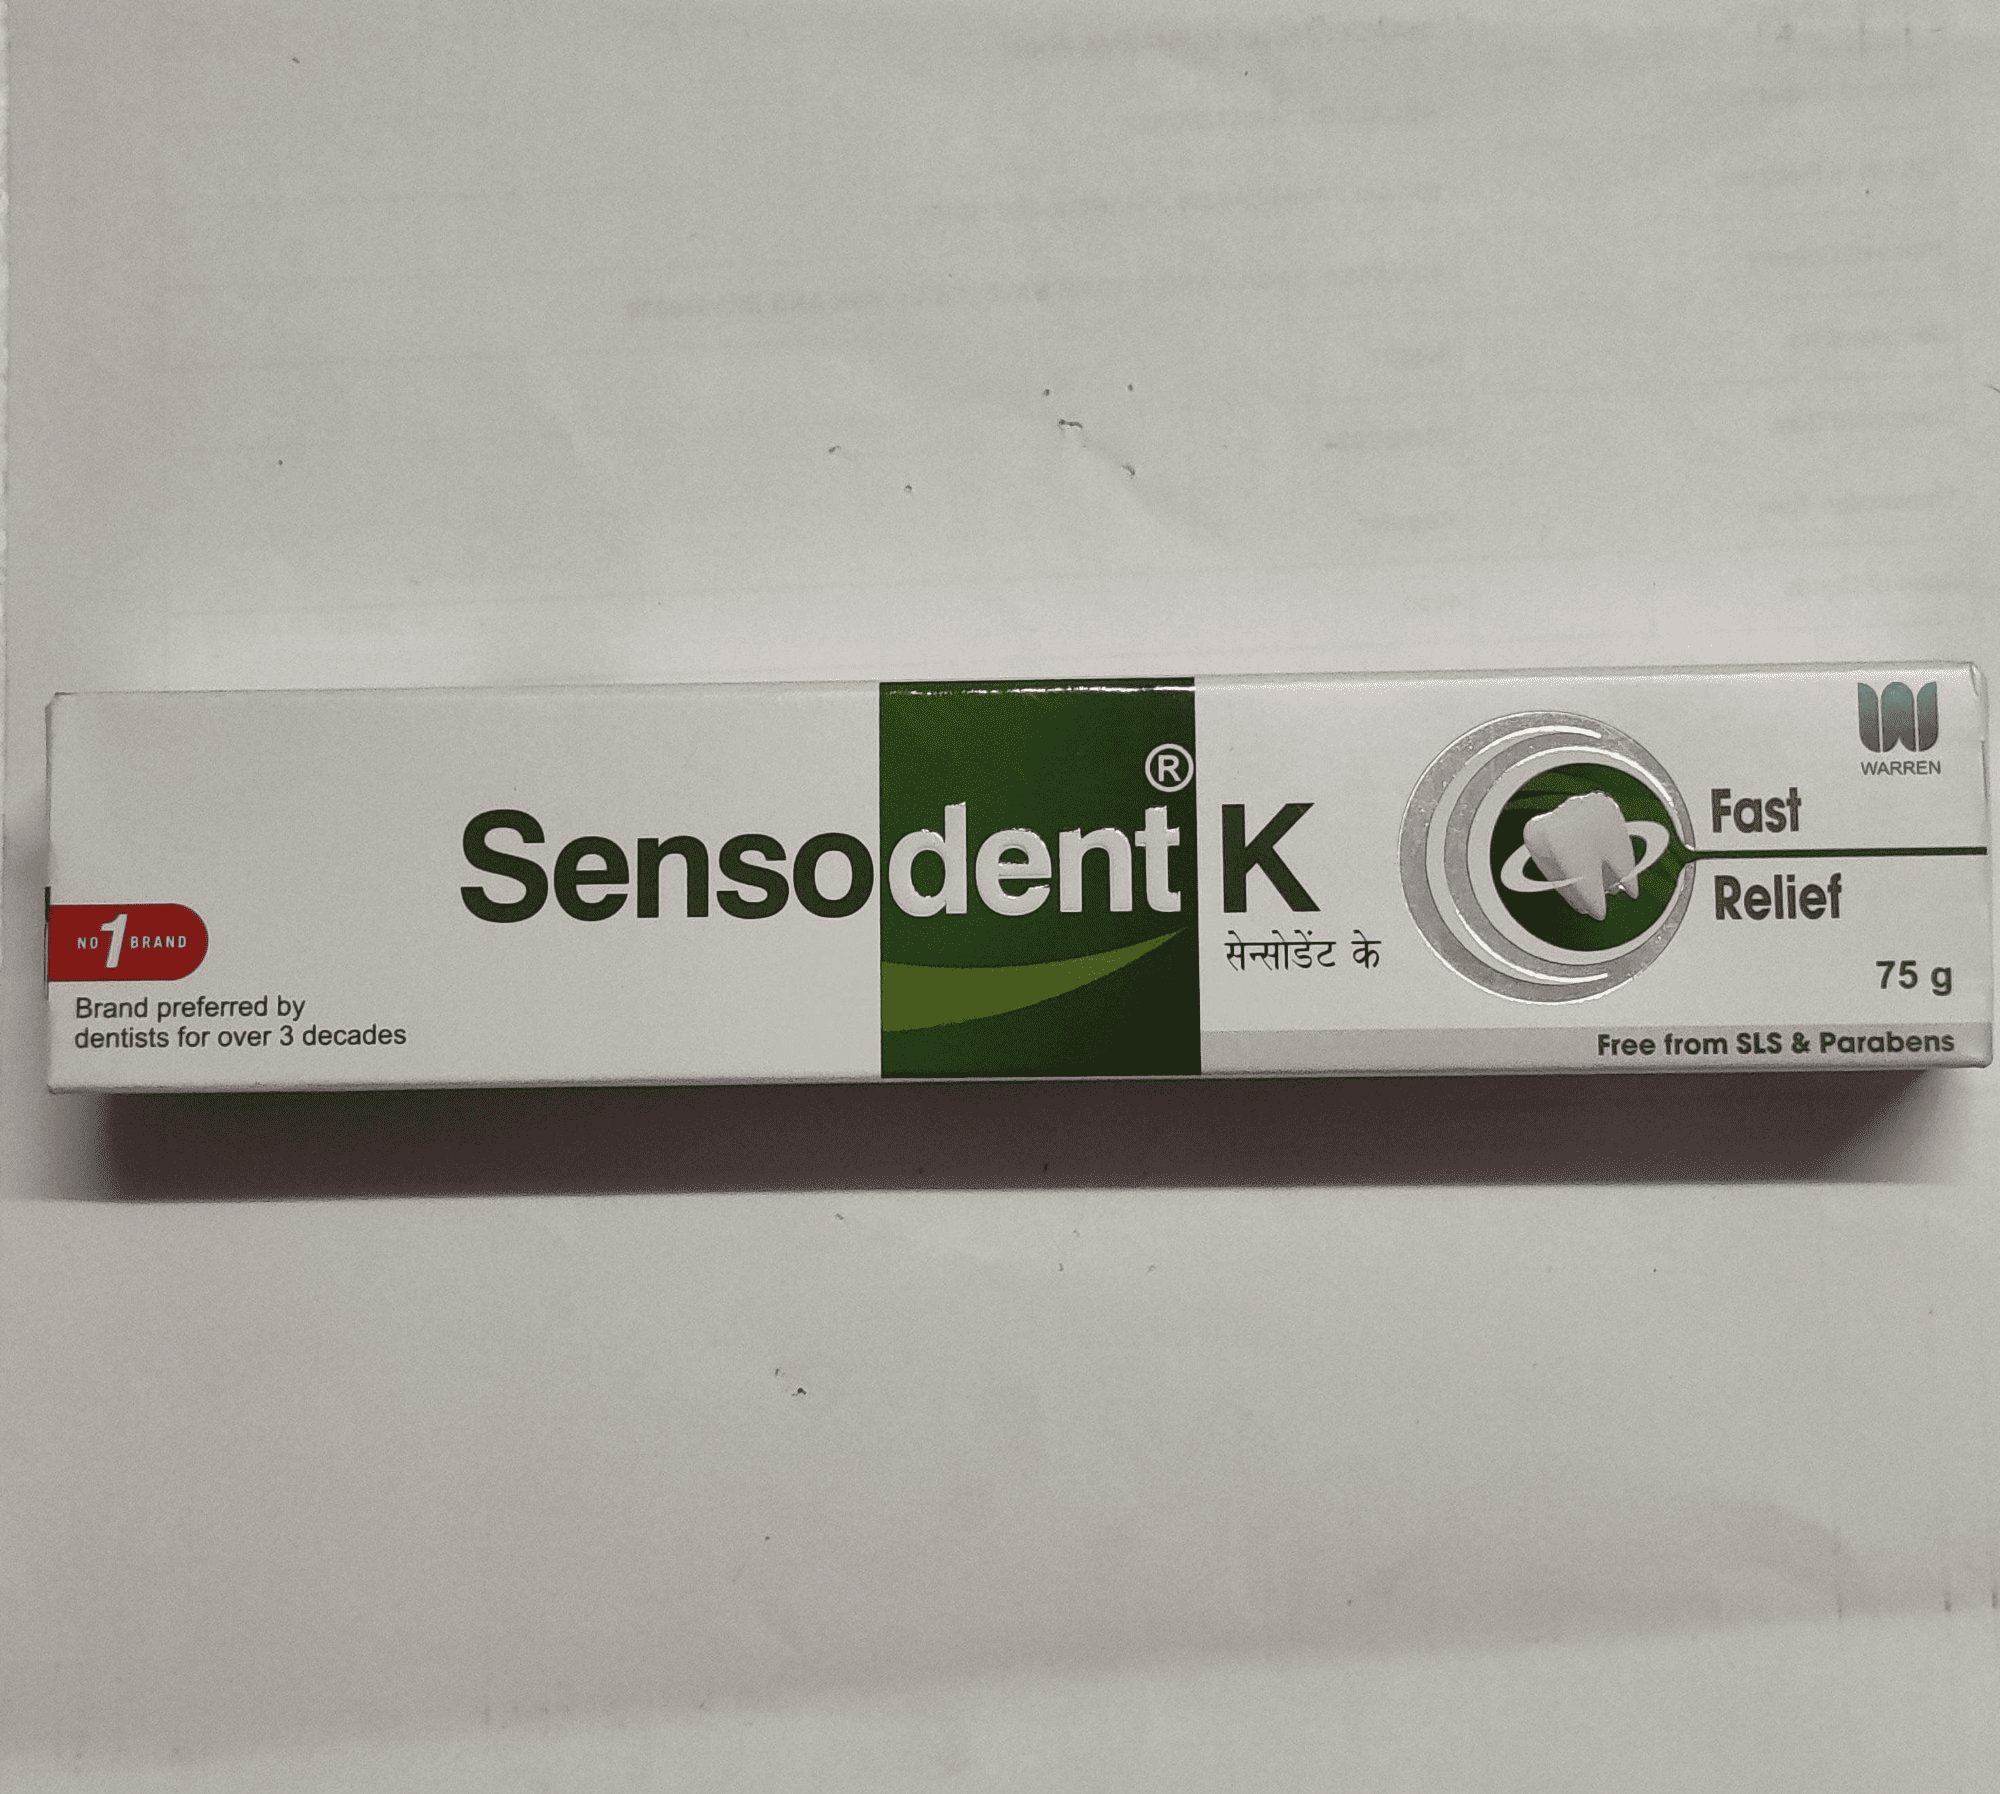 WARREN
Sensodent® K
सेन्सोडेंट के
Fast
Relief
75 g
Free from SLS & Parabens
NO 1 BRAND
Brand preferred by
dentists for over 3 decades